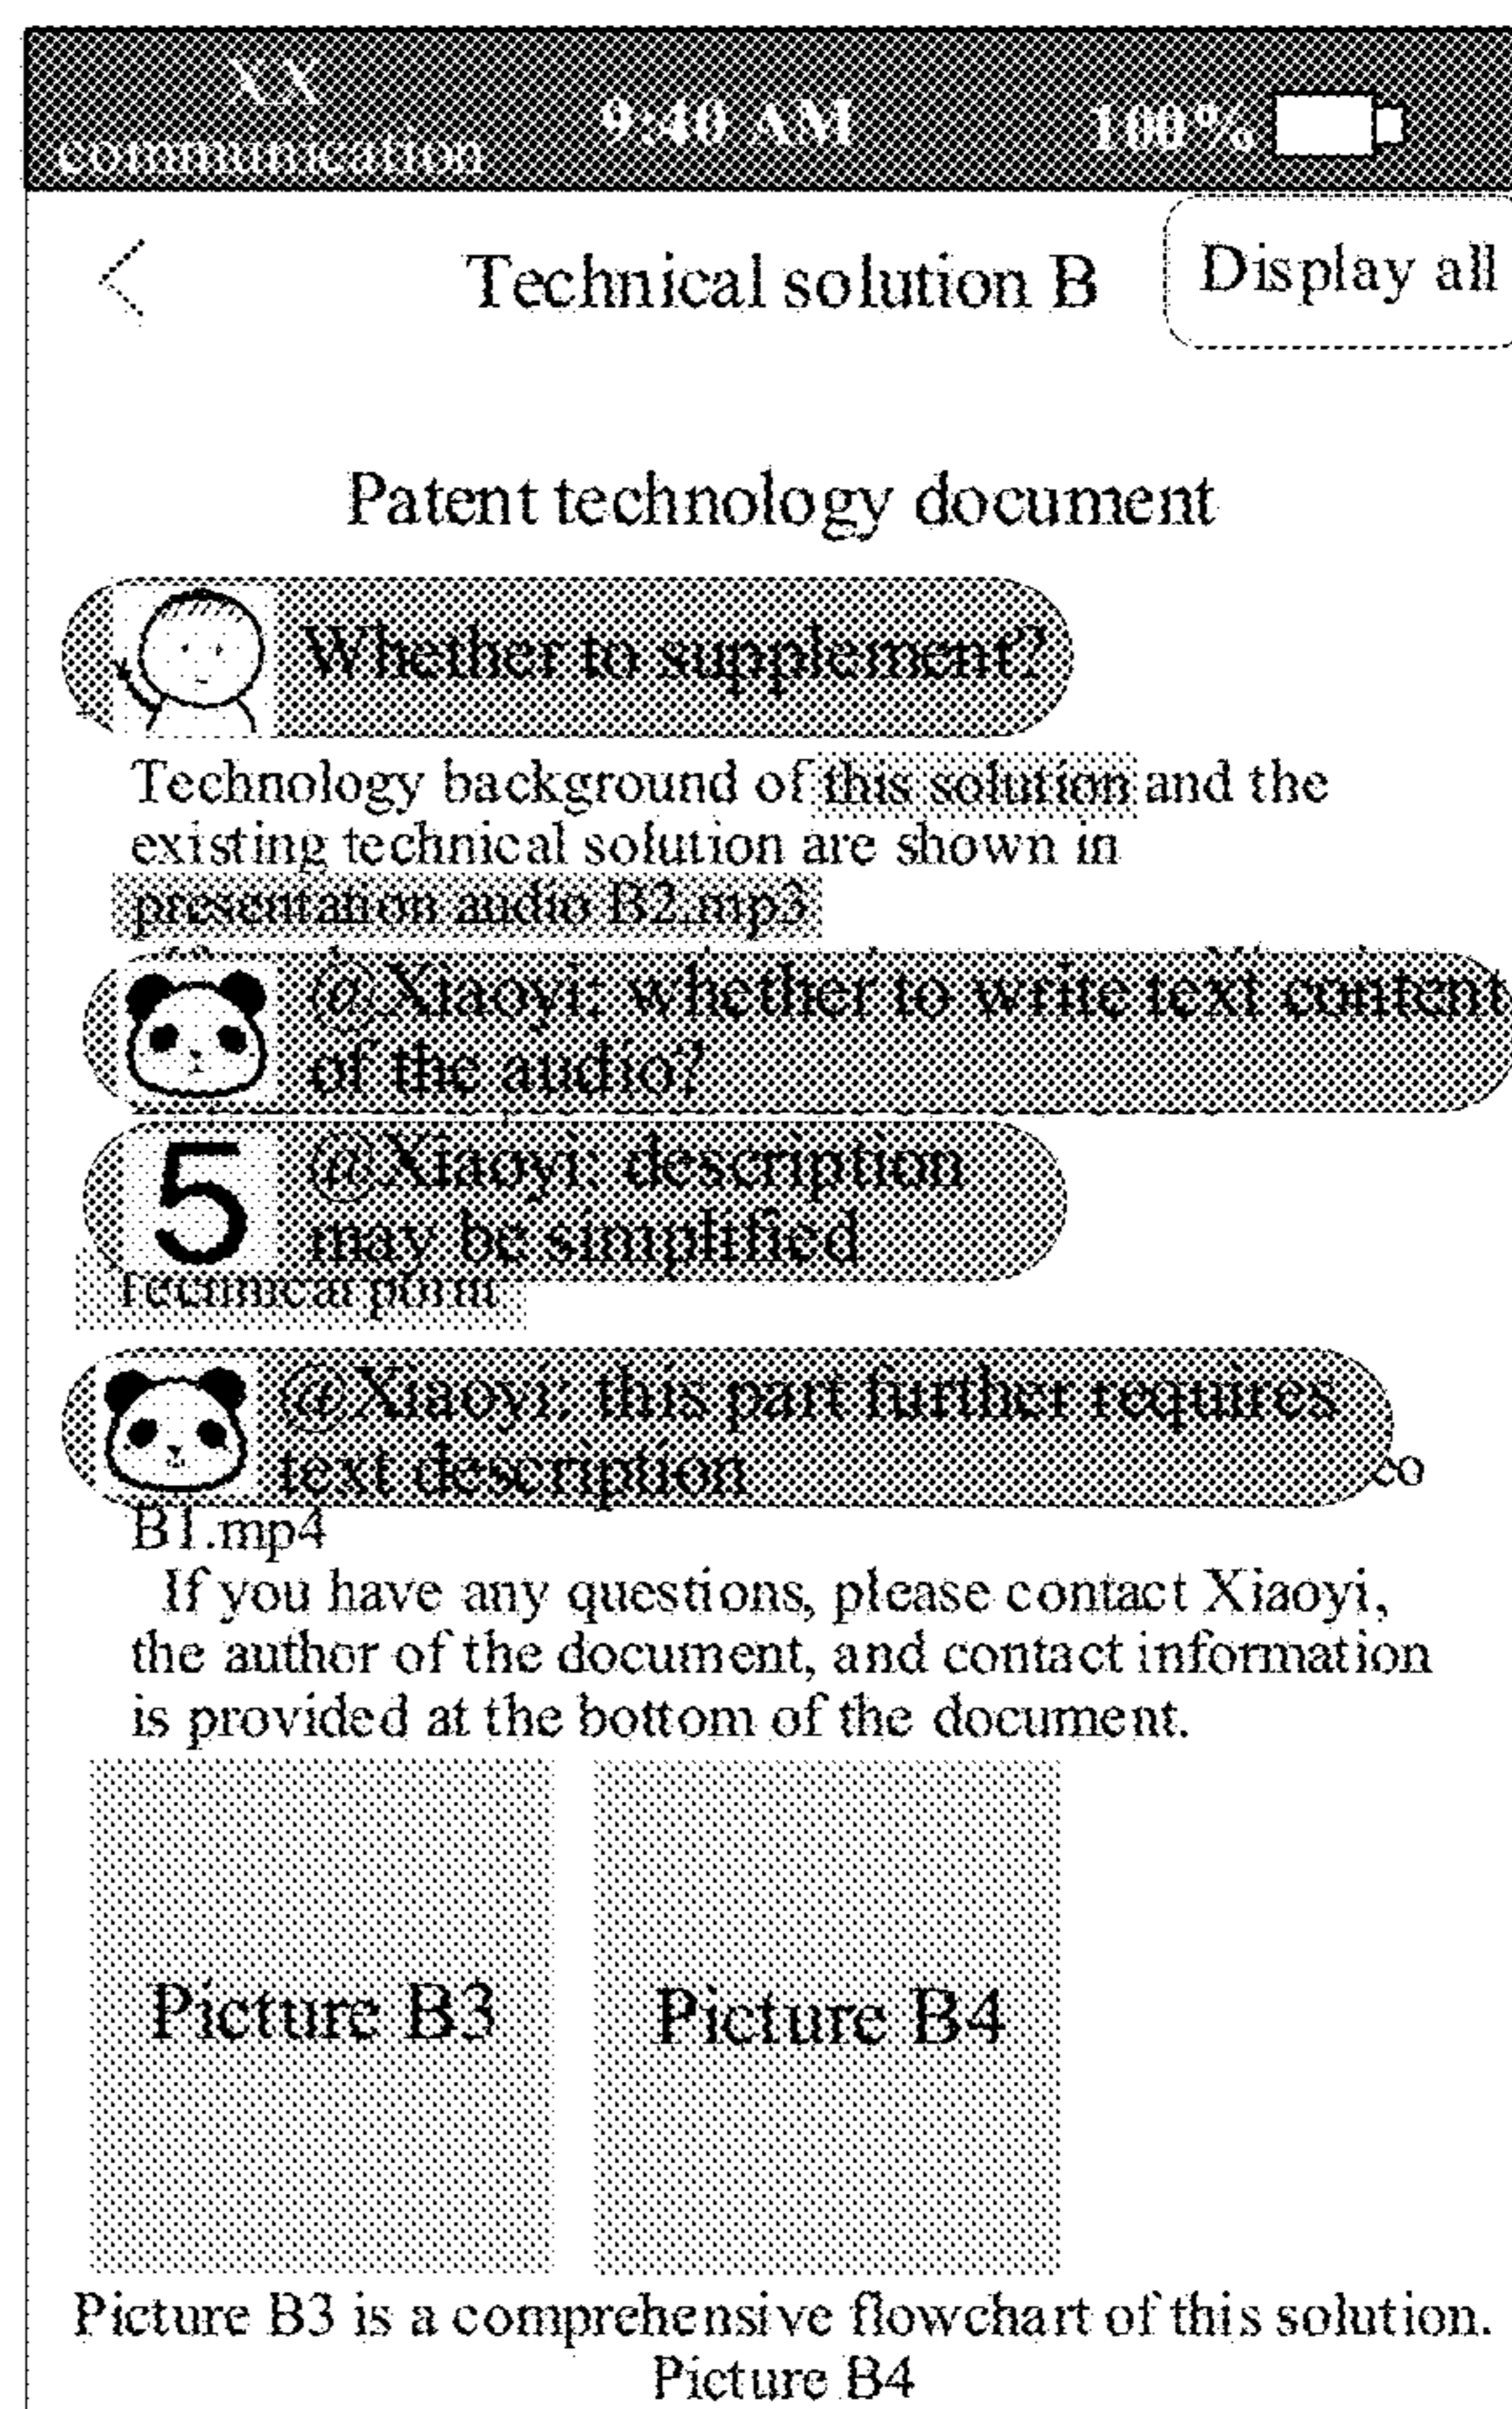 XX
communication
9:40 AM
100%
Technical solution B
Display all
Patent technology document
Whether to supplement?
Technology background of this solution and the
existing technical solution are shown in
presentation audio B2.mp3
@Xiaoyi: whether to write text content
of the audio?
5
@Xiaoyi: description
may be simplified
Technical point
@Xiaoyi: this part further requires
text description
B1.mp4
If you have any questions, please contact Xiaoyi,
the author of the document, and contact information
is provided at the bottom of the document.
Picture B3
Picture B4
Picture B3 is a comprehensive flowchart of this solution.
Picture B4